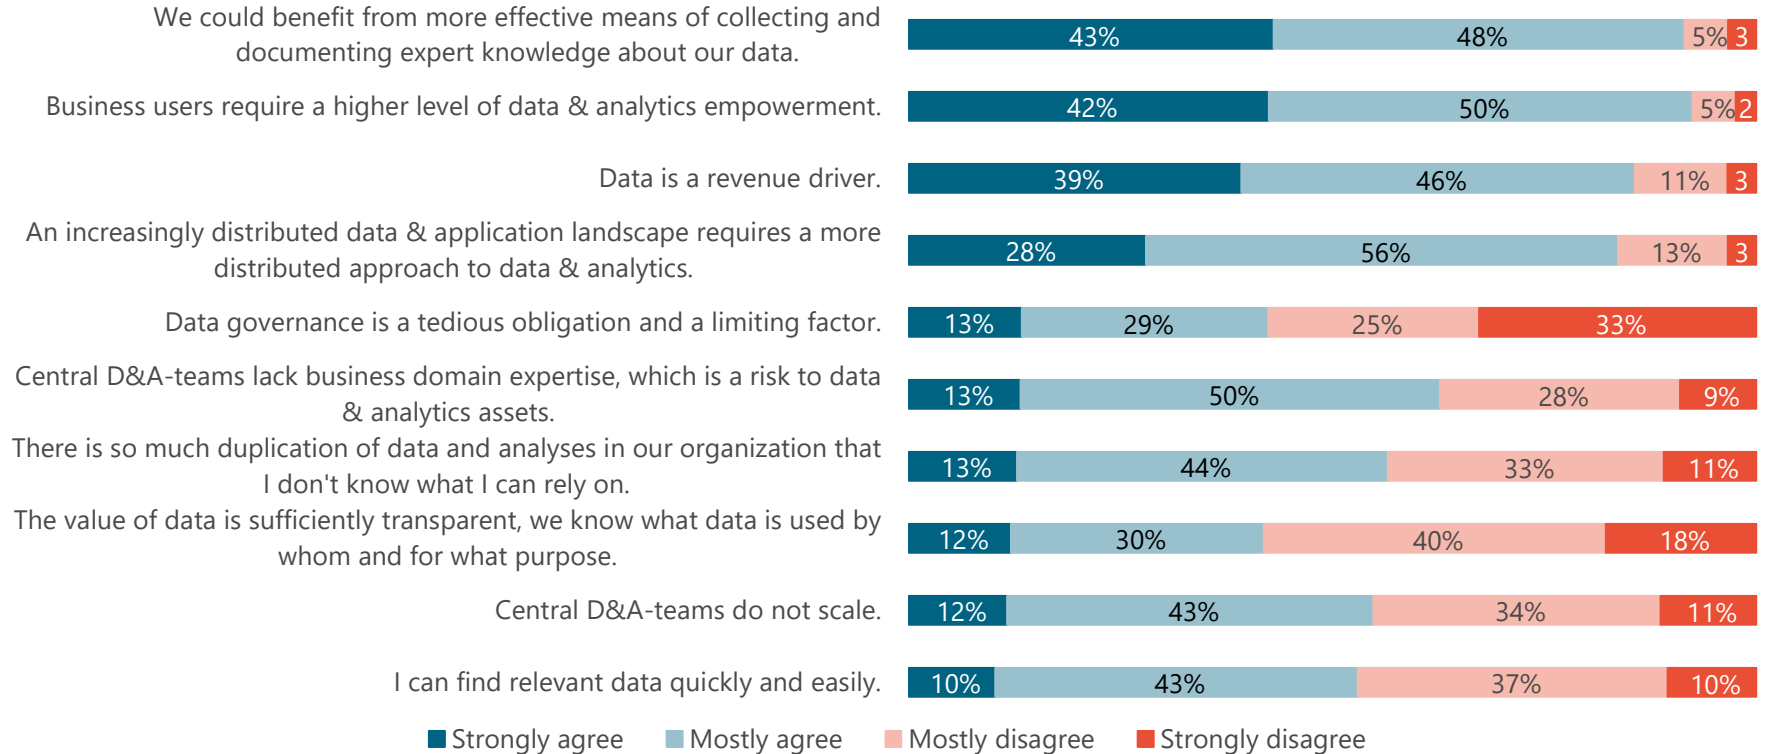 We could benefit from more effective means of collecting and
documenting expert knowledge about our data.
43% 48% 5% 3
Business users require a higher level of data & analytics empowerment.
42% 50% 5% 2
Data is a revenue driver.
39% 46% 11% 3
An increasingly distributed data & application landscape requires a more
distributed approach to data & analytics.
28% 56% 13% 3
Data governance is a tedious obligation and a limiting factor.
13% 29% 25% 33%
Central D&A-teams lack business domain expertise, which is a risk to data
& analytics assets.
13% 50% 28% 9%
There is so much duplication of data and analyses in our organization that
I don't know what I can rely on.
13% 44% 33% 11%
The value of data is sufficiently transparent, we know what data is used by
whom and for what purpose.
12% 30% 40% 18%
Central D&A-teams do not scale.
12% 43% 34% 11%
I can find relevant data quickly and easily.
10% 43% 37% 10%
Strongly agree Mostly agree Mostly disagree Strongly disagree